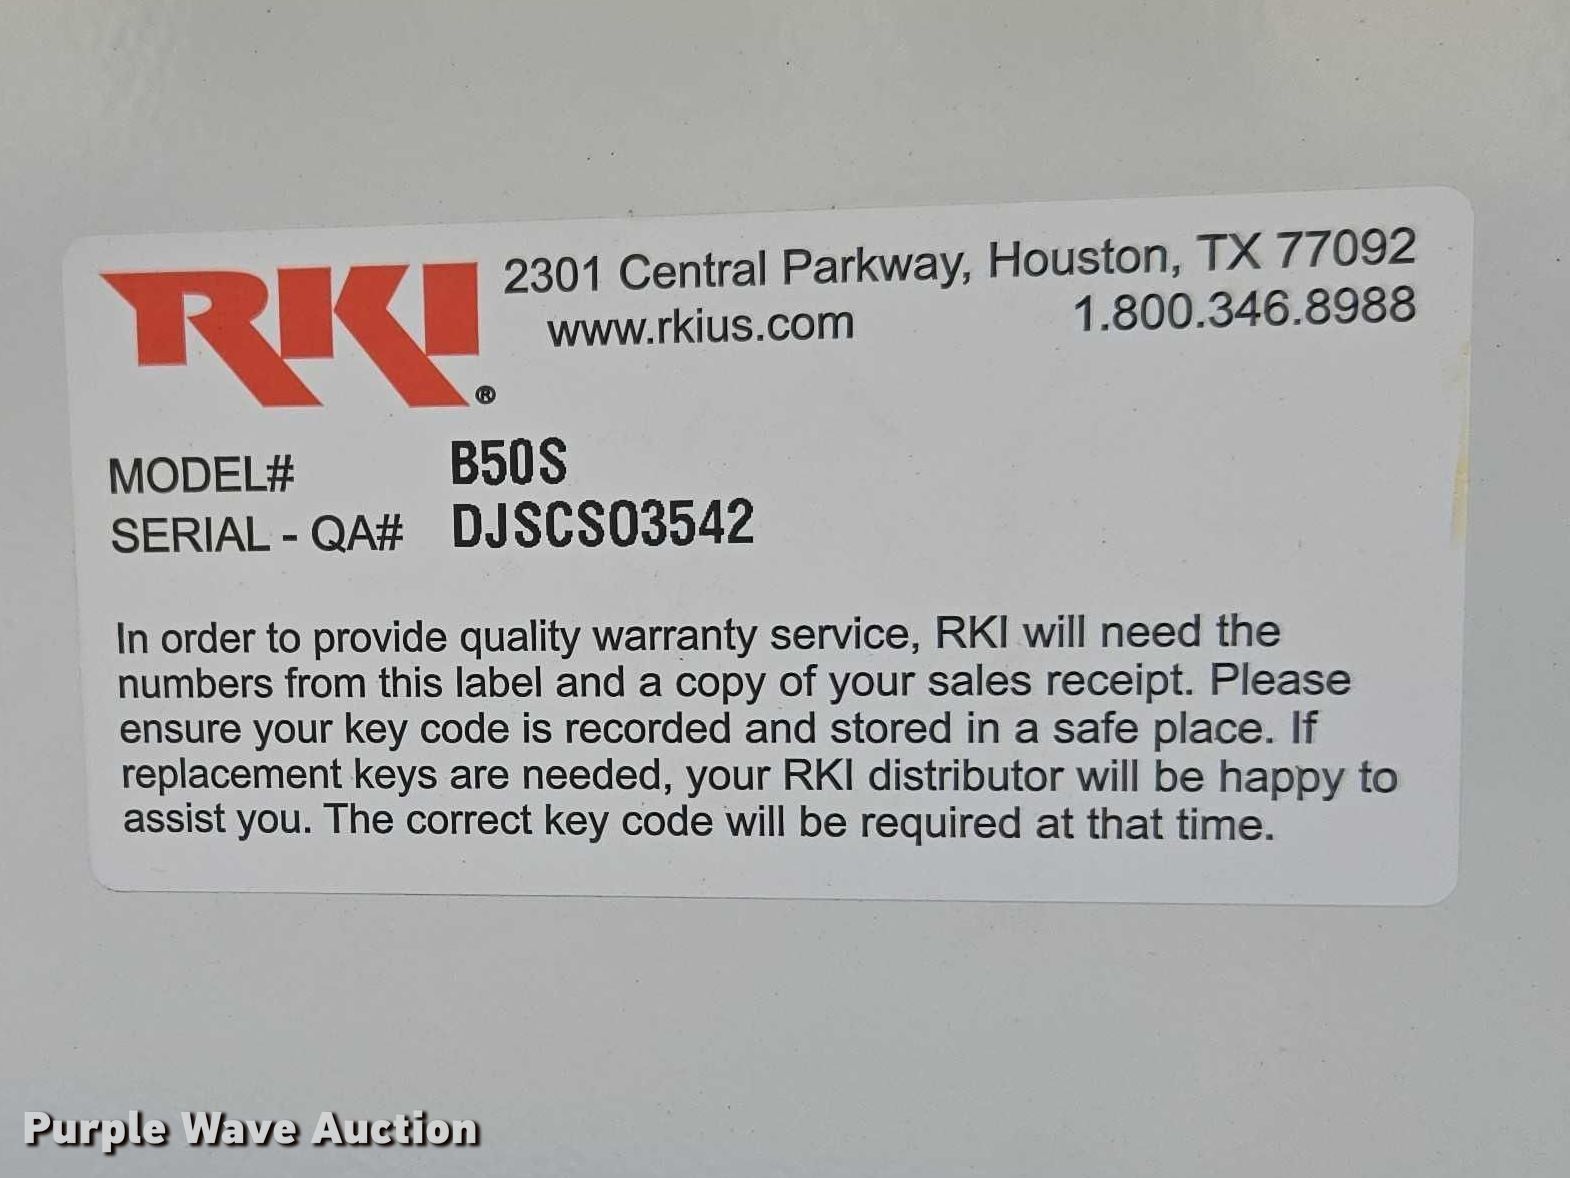 RKI® 2301 Central Parkway, Houston, TX 77092
www.rkius.com 1.800.346.8988
MODEL# B50S
SERIAL - QA# DJSCSO3542
In order to provide quality warranty service, RKI will need the
numbers from this label and a copy of your sales receipt. Please
ensure your key code is recorded and stored in a safe place. If
replacement keys are needed, your RKI distributor will be happy to
assist you. The correct key code will be required at that time.
Purple Wave Auction